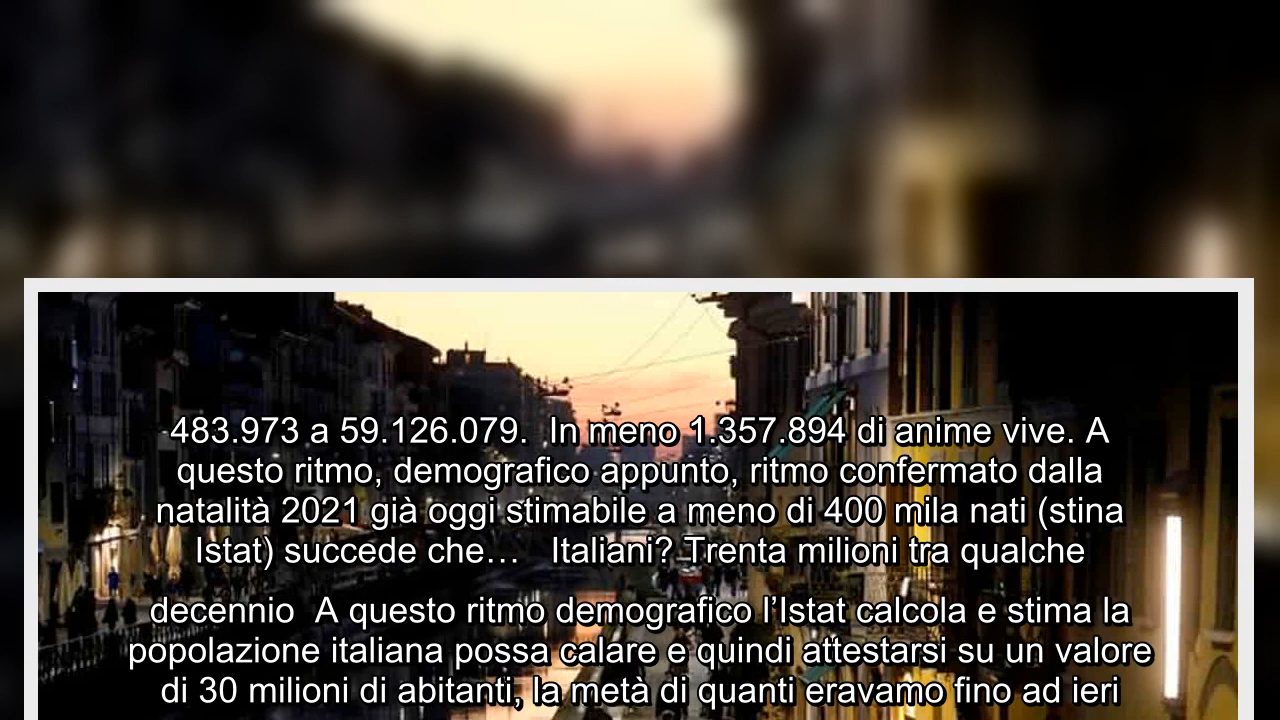 483.973 a 59.126.079.  In meno 1.357.894 di anime vive. A
questo ritmo, demografico appunto, ritmo confermato dalla
natalità 2021 già oggi stimabile a meno di 400 mila nati (stina
Istat) succede che…   Italiani? Trenta milioni tra qualche
decennio  A questo ritmo demografico l’Istat calcola e stima la
popolazione italiana possa calare e quindi attestarsi su un valore
di 30 milioni di abitanti, la metà di quanti eravamo fino ad ieri